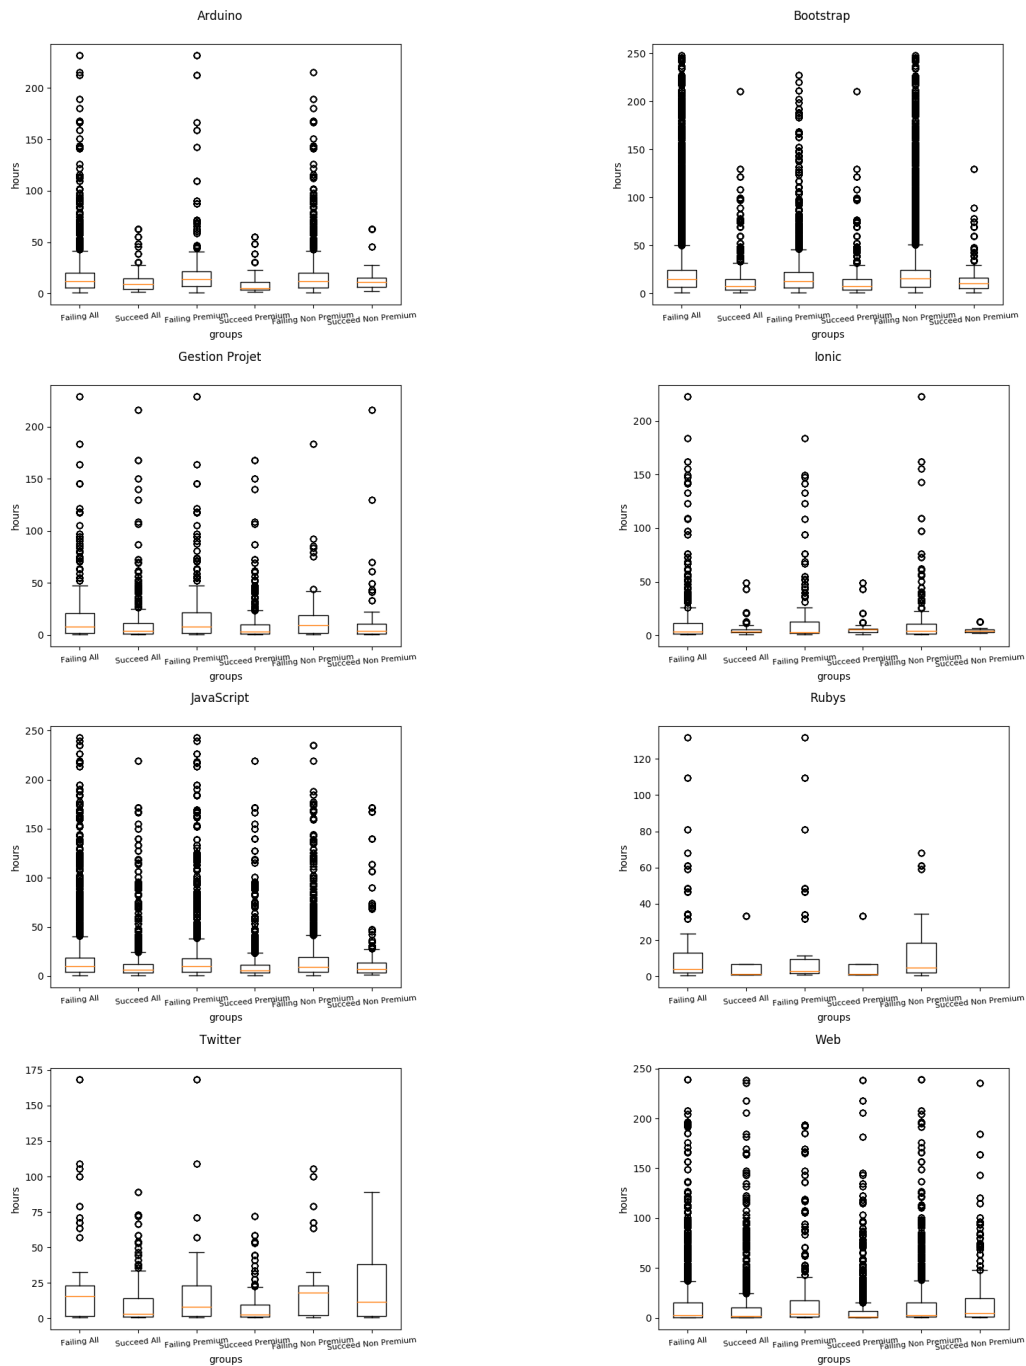 Arduino
hours
200
150
100
50
0
Failing All Succeed All Failing Premium Succeed Premium Failing Non Premium Succeed Non Premium
groups
Bootstrap
hours
250
200
150
100
50
0
Failing All Succeed All Failing Premium Succeed Premium Failing Non Premium Succeed Non Premium
groups
Gestion Projet
hours
200
150
100
50
0
Failing All Succeed All Failing Premium Succeed Premium Failing Non Premium Succeed Non Premium
groups
Ionic
hours
200
150
100
50
0
Failing All Succeed All Failing Premium Succeed Premium Failing Non Premium Succeed Non Premium
groups
JavaScript
hours
250
200
150
100
50
0
Failing All Succeed All Failing Premium Succeed Premium Failing Non Premium Succeed Non Premium
groups
Rubys
hours
120
100
80
60
40
20
0
Failing All Succeed All Failing Premium Succeed Premium Failing Non Premium Succeed Non Premium
groups
Twitter
hours
175
150
125
100
75
50
25
0
Failing All Succeed All Failing Premium Succeed Premium Failing Non Premium Succeed Non Premium
groups
Web
hours
250
200
150
100
50
0
Failing All Succeed All Failing Premium Succeed Premium Failing Non Premium Succeed Non Premium
groups